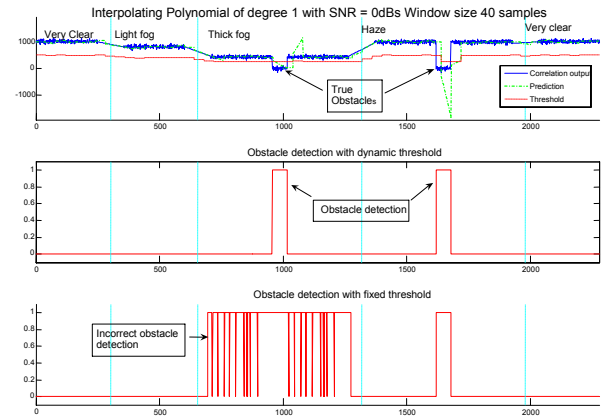 Interpolating Polynomial of degree 1 with SNR = 0dBs Window size 40 samples
Very Clear
Light fog
Thick fog
Haze
Very clear
1000
0
-1000
True
Obstacles
Correlation output
Prediction
Threshold
0
500
1000
1500
2000
Obstacle detection with dynamic threshold
1
0.8
0.6
0.4
0.2
0
Obstacle detection
0
500
1000
1500
2000
Obstacle detection with fixed threshold
1
0.8
0.6
0.4
0.2
0
Incorrect obstacle
detection
0
500
1000
1500
2000